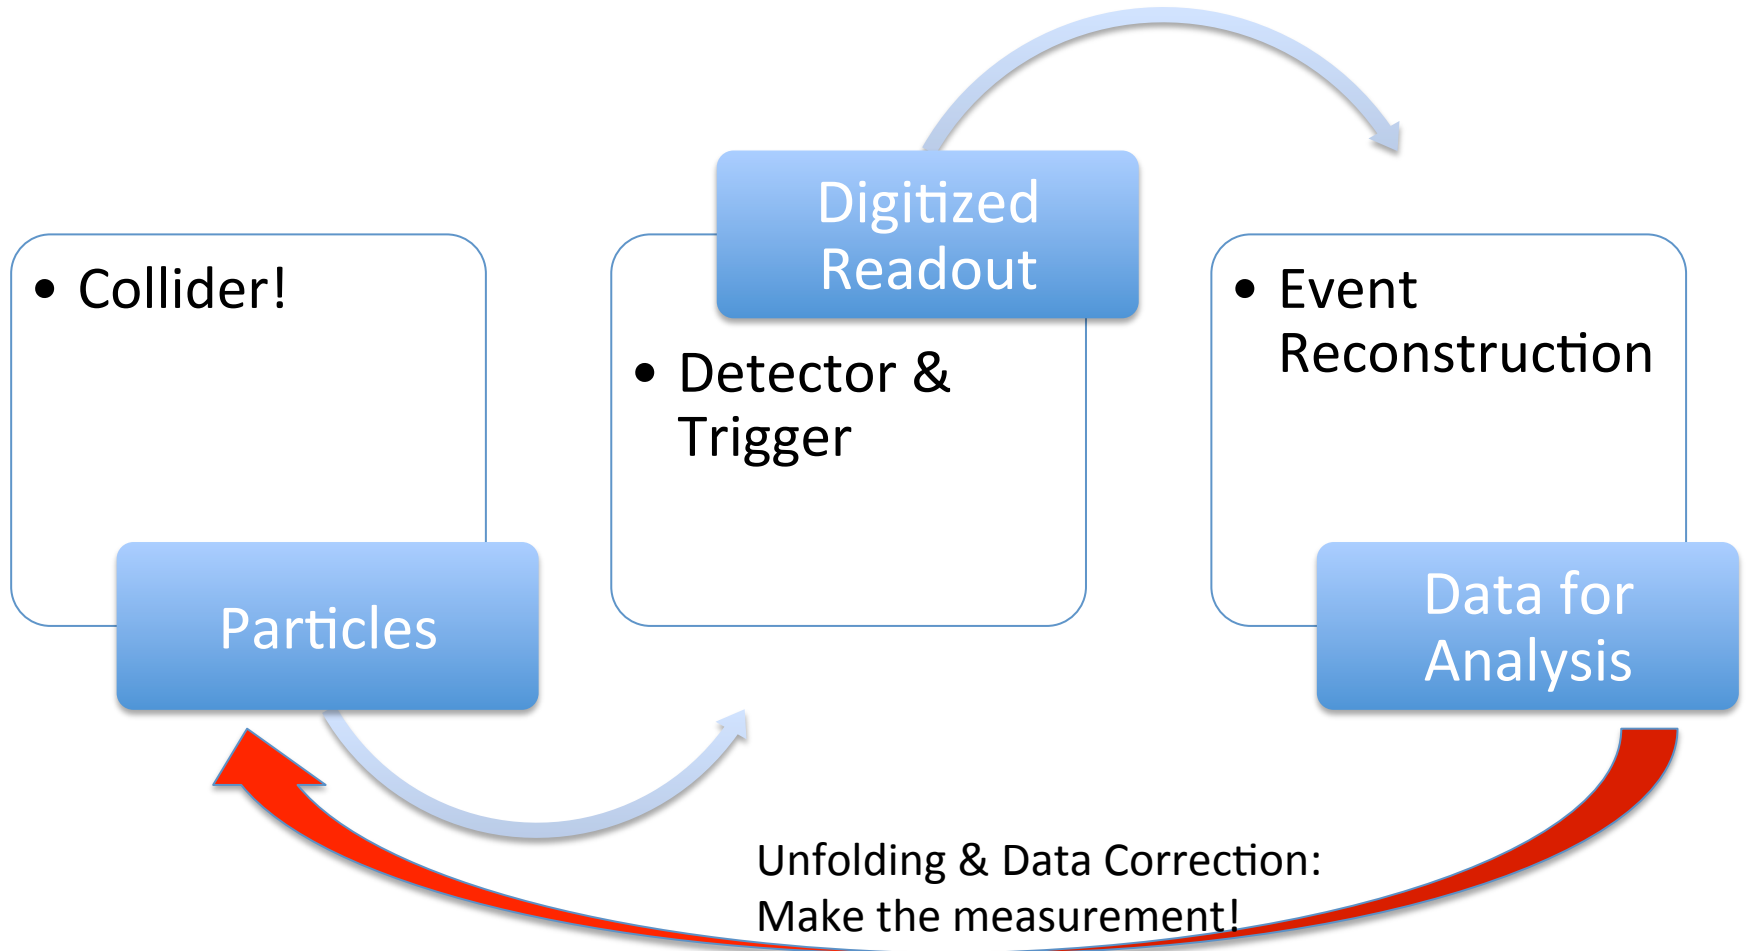 • Collider!
Particles
Digitized
Readout
• Detector &
Trigger
• Event
Reconstruction
Data for
Analysis
Unfolding & Data Correction:
Make the measurement!